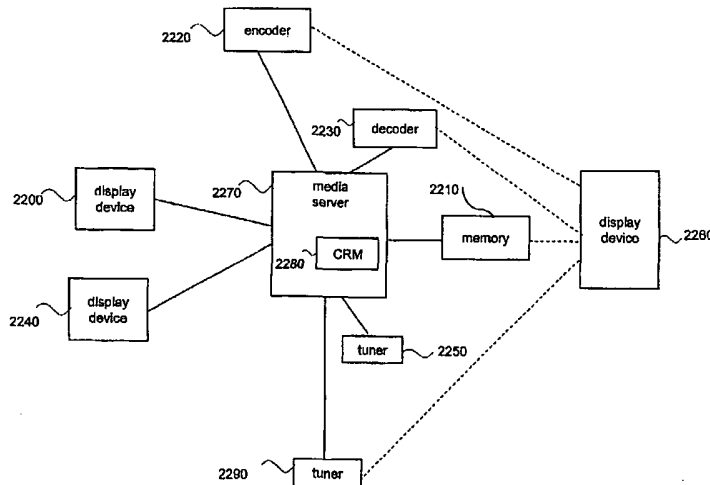 encoder
2220
2230
decoder
2270
media
server
2210
display
device
2200
display
device
2260
memory
2280
CRM
2240
display
device
tuner
2250
2290
tuner